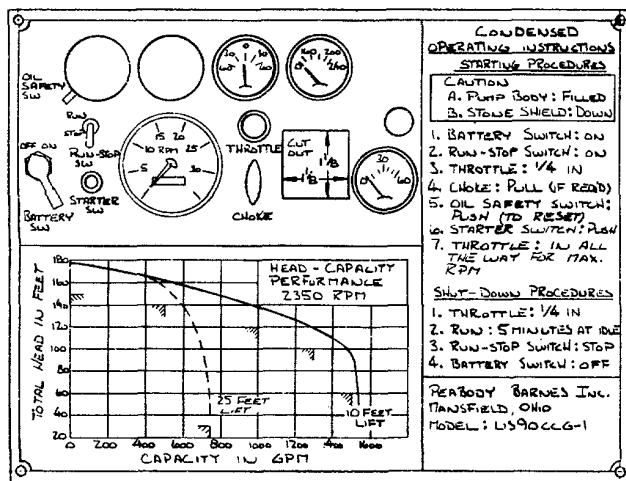 OIL
SAFETY
SW
RUN
STOP
RUN-STOP
SW
OFF ON
BATTERY
SW
STARTER
SW
5
10 RPM
15
20
25
30
THROTTLE
CHOKE
CUT
OUT
1 1/8
1 1/8
0
30
60
HEAD - CAPACITY
PERFORMANCE
2350 RPM
TOTAL HEAD IN FEET
180
160
140
120
100
80
60
40
20
25 FEET
LIFT
10 FEET
LIFT
0 200 400 600 800 1000 1200 1400 1600
CAPACITY IN GPM
CONDENSED
OPERATING INSTRUCTIONS
STARTING PROCEDURES
CAUTION
A. PUMP BODY: FILLED
B. STONE SHIELD: DOWN
1. BATTERY SWITCH: ON
2. RUN-STOP SWITCH: ON
3. THROTTLE: 1/4 IN
4. CHOKE: PULL (IF REQ'D)
5. OIL SAFETY SWITCH:
PUSH (TO RESET)
6. STARTER SWITCH: PUSH
7. THROTTLE: IN ALL
THE WAY FOR MAX.
RPM
SHUT-DOWN PROCEDURES
1. THROTTLE: 1/4 IN
2. RUN: 5 MINUTES AT IDLE
3. RUN-STOP SWITCH: STOP
4. BATTERY SWITCH: OFF
PEABODY BARNES INC.
MANSFIELD, OHIO
MODEL: US90CCG-1